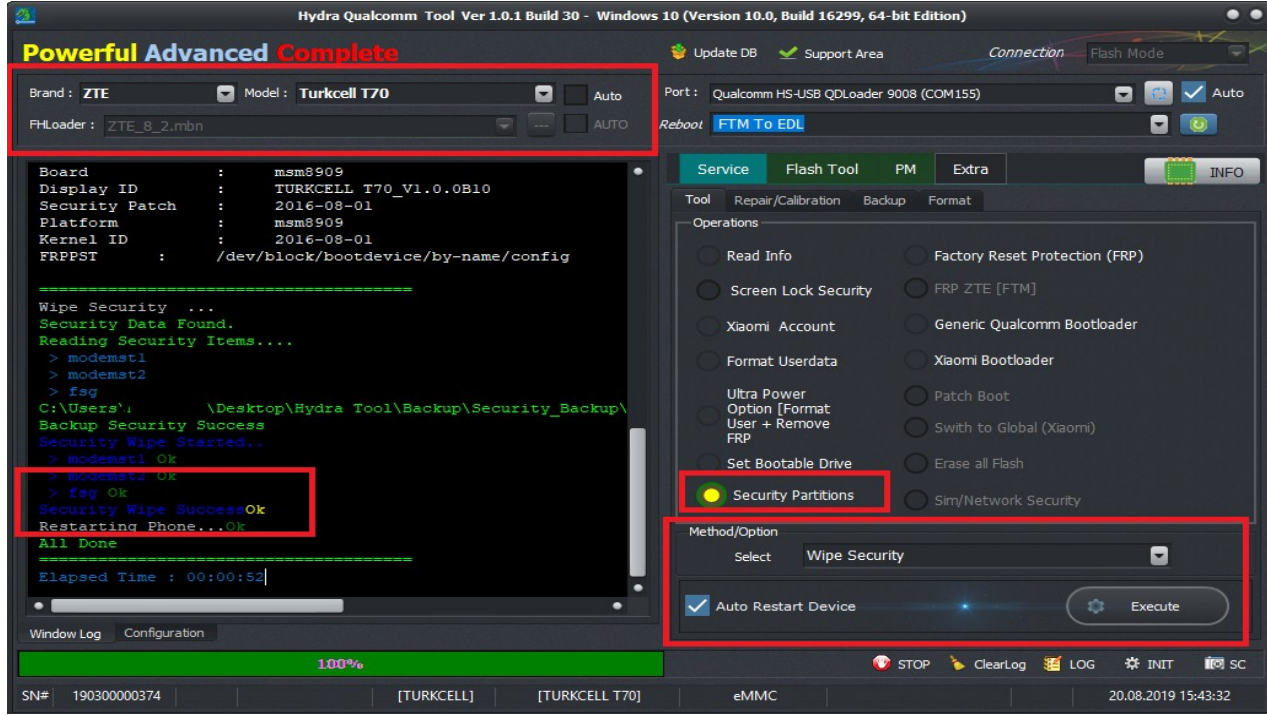 Hydra Qualcomm Tool Ver 1.0.1 Build 30 - Windows 10 (Version 10.0, Build 16299, 64-bit Edition)
Powerful Advanced Complete
Update DB
Support Area
Connection
Flash Mode
Brand : ZTE
Model : Turkcell T70
Auto
FHLoader : ZTE_8_2.mbn
---
AUTO
Port : Qualcomm HS-USB QDLoader 9008 (COM155)
Auto
Reboot FTM To EDL
Board : msm8909
Display ID : TURKCELL T70_V1.0.0B10
Security Patch : 2016-08-01
Platform : msm8909
Kernel ID : 2016-08-01
FRPPST : /dev/block/bootdevice/by-name/config
========================================
Wipe Security ...
Security Data Found.
Reading Security Items....
> modemst1
> modemst2
> fsg
C:\Users\ \Desktop\Hydra Tool\Backup\Security_Backup\
Backup Security Success
Security Wipe Started..
> modemst1 Ok
> modemst2 Ok
> fsg Ok
Security Wipe SuccessOk
Restarting Phone...Ok
All Done
========================================
Elapsed Time : 00:00:52
Window Log
Configuration
Service
Flash Tool
PM
Extra
INFO
Tool
Repair/Calibration
Backup
Format
Operations
Read Info
Factory Reset Protection (FRP)
Screen Lock Security
FRP ZTE [FTM]
Xiaomi Account
Generic Qualcomm Bootloader
Format Userdata
Xiaomi Bootloader
Ultra Power
Option [Format
User + Remove
FRP
Patch Boot
Swith to Global (Xiaomi)
Set Bootable Drive
Erase all Flash
Security Partitions
Sim/Network Security
Method/Option
Select
Wipe Security
Auto Restart Device
Execute
100%
STOP
ClearLog
LOG
INIT
SC
SN# 190300000374
[TURKCELL]
[TURKCELL T70]
eMMC
20.08.2019 15:43:32